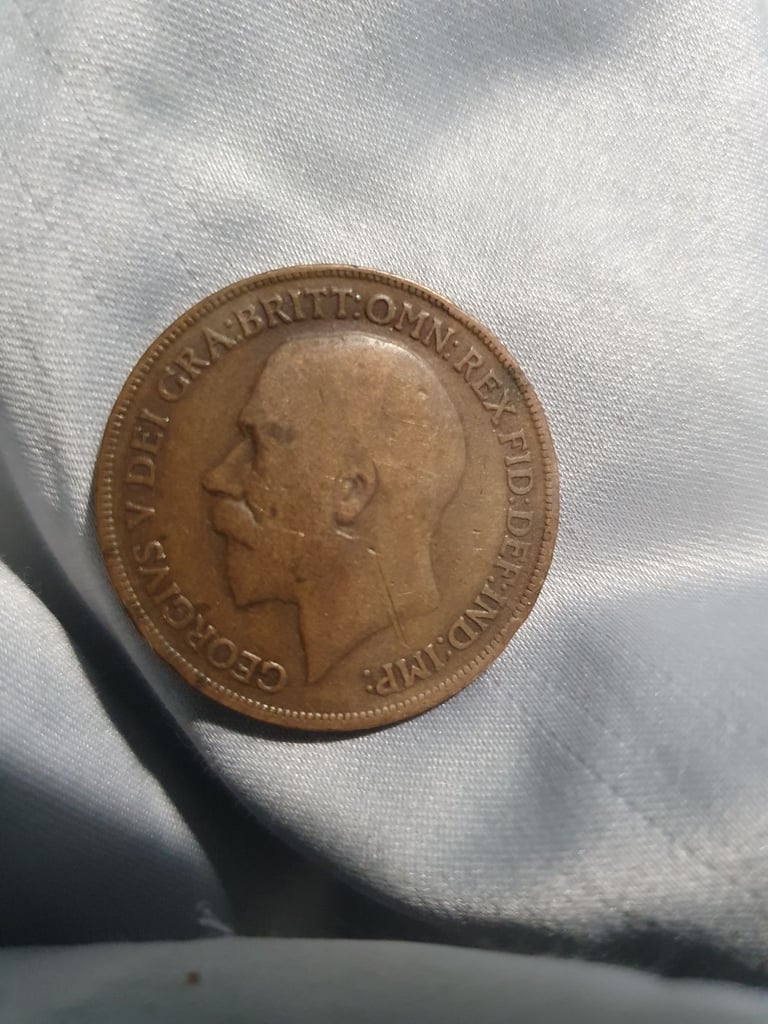 GEORGIVS V DEI GRA:BRITT:OMN:REX FID:DEF:IND:IMP: